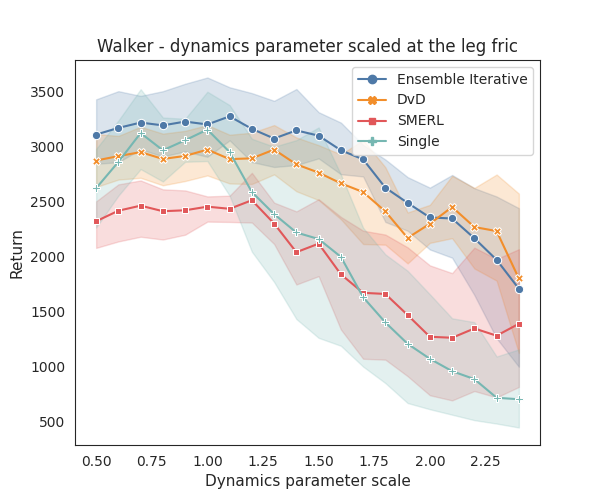 Walker - dynamics parameter scaled at the leg fric
Ensemble Iterative
DvD
SMERL
Single
3500
3000
2500
2000
1500
1000
500
Return
0.50 0.75 1.00 1.25 1.50 1.75 2.00 2.25
Dynamics parameter scale